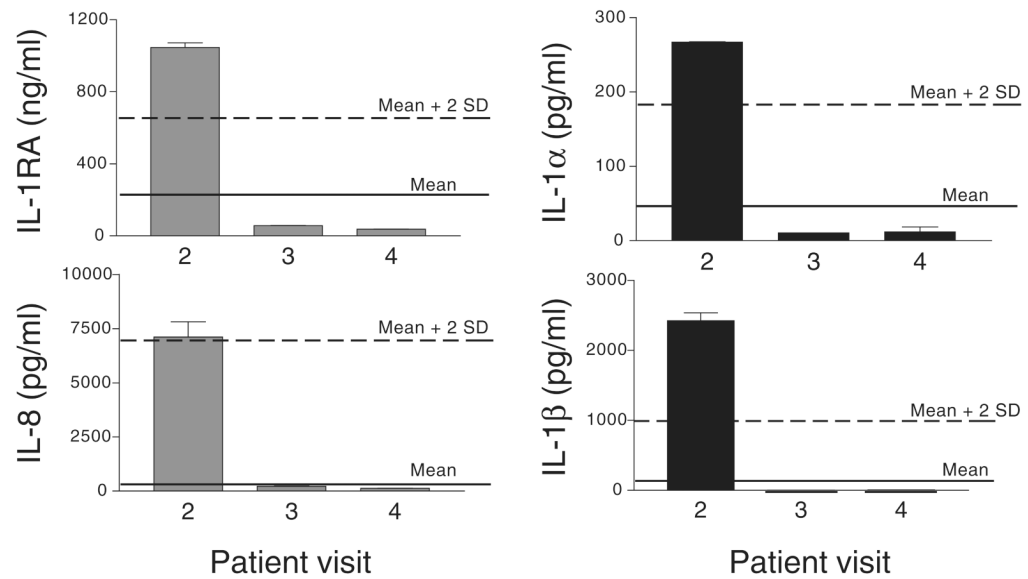 IL-1RA (ng/ml)
1200
800
400
0
Mean + 2 SD
Mean
2 3 4
IL-1α (pg/ml)
300
200
100
0
Mean + 2 SD
Mean
2 3 4
IL-8 (pg/ml)
10000
7500
5000
2500
0
Mean + 2 SD
Mean
2 3 4
Patient visit
IL-1β (pg/ml)
3000
2000
1000
0
Mean + 2 SD
Mean
2 3 4
Patient visit